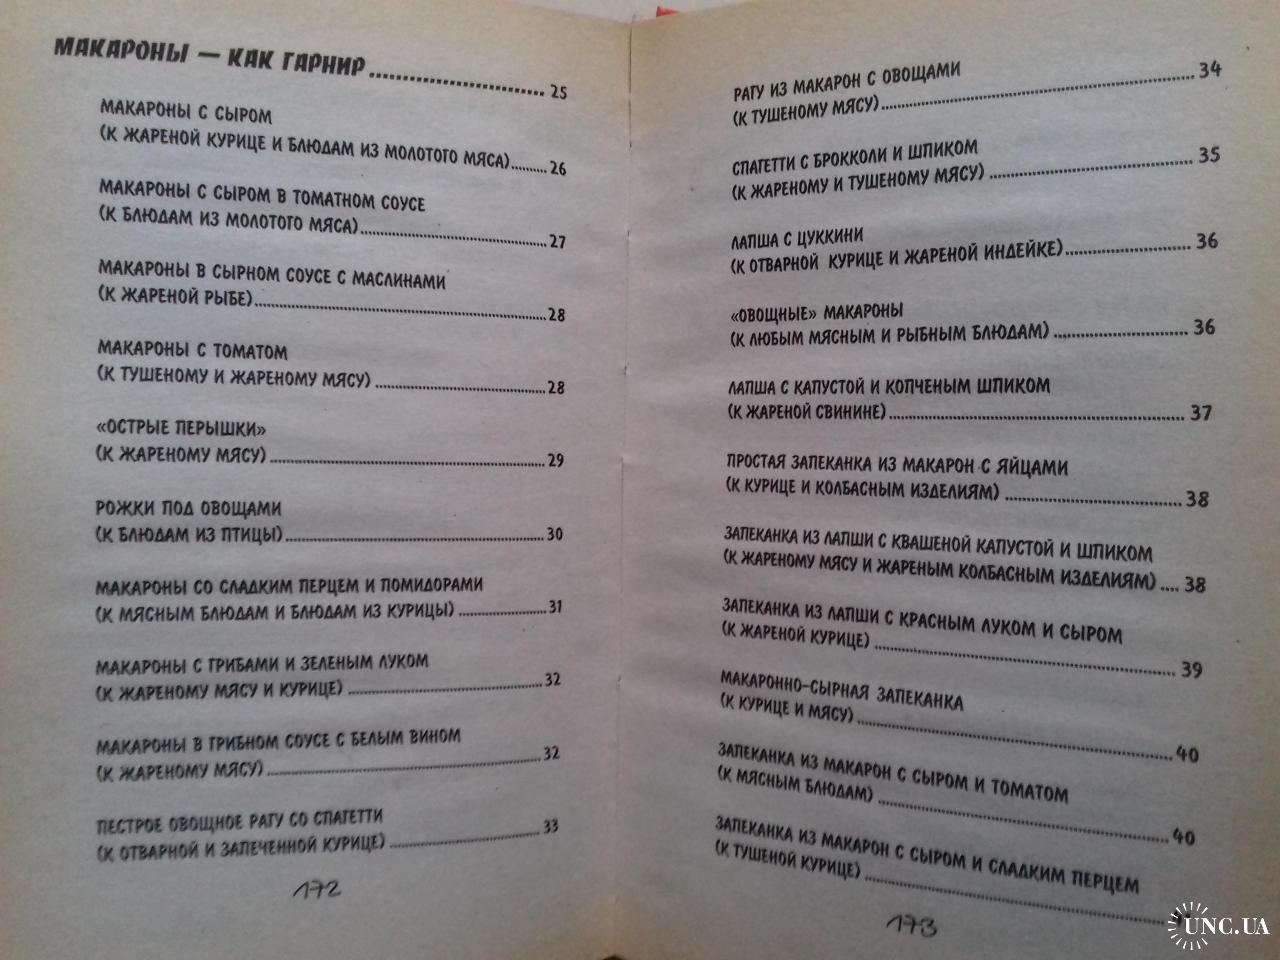 МАКАРОНЫ — КАК ГАРНИР ..... 25
МАКАРОНЫ С СЫРОМ
(К ЖАРЕНОЙ КУРИЦЕ И БЛЮДАМ ИЗ МОЛОТОГО МЯСА) ..... 26
МАКАРОНЫ С СЫРОМ В ТОМАТНОМ СОУСЕ
(К БЛЮДАМ ИЗ МОЛОТОГО МЯСА) ..... 27
МАКАРОНЫ В СЫРНОМ СОУСЕ С МАСЛИНАМИ
(К ЖАРЕНОЙ РЫБЕ) ..... 28
МАКАРОНЫ С ТОМАТОМ
(К ТУШЕНОМУ И ЖАРЕНОМУ МЯСУ) ..... 28
«ОСТРЫЕ ПЕРЫШКИ»
(К ЖАРЕНОМУ МЯСУ) ..... 29
РОЖКИ ПОД ОВОЩАМИ
(К БЛЮДАМ ИЗ ПТИЦЫ) ..... 30
МАКАРОНЫ СО СЛАДКИМ ПЕРЦЕМ И ПОМИДОРАМИ
(К МЯСНЫМ БЛЮДАМ И БЛЮДАМ ИЗ КУРИЦЫ) ..... 31
МАКАРОНЫ С ГРИБАМИ И ЗЕЛЕНЫМ ЛУКОМ
(К ЖАРЕНОМУ МЯСУ И КУРИЦЕ) ..... 32
МАКАРОНЫ В ГРИБНОМ СОУСЕ С БЕЛЫМ ВИНОМ
(К ЖАРЕНОМУ МЯСУ) ..... 32
ПЕСТРОЕ ОВОЩНОЕ РАГУ СО СПАГЕТТИ
(К ОТВАРНОЙ И ЗАПЕЧЕННОЙ КУРИЦЕ) ..... 33
172
РАГУ ИЗ МАКАРОН С ОВОЩАМИ
(К ТУШЕНОМУ МЯСУ) ..... 34
СПАГЕТТИ С БРОККОЛИ И ШПИКОМ
(К ЖАРЕНОМУ И ТУШЕНОМУ МЯСУ) ..... 35
ЛАПША С ЦУККИНИ
(К ОТВАРНОЙ КУРИЦЕ И ЖАРЕНОЙ ИНДЕЙКЕ) ..... 36
«ОВОЩНЫЕ» МАКАРОНЫ
(К ЛЮБЫМ МЯСНЫМ И РЫБНЫМ БЛЮДАМ) ..... 36
ЛАПША С КАПУСТОЙ И КОПЧЕНЫМ ШПИКОМ
(К ЖАРЕНОЙ СВИНИНЕ) ..... 37
ПРОСТАЯ ЗАПЕКАНКА ИЗ МАКАРОН С ЯЙЦАМИ
(К КУРИЦЕ И КОЛБАСНЫМ ИЗДЕЛИЯМ) ..... 38
ЗАПЕКАНКА ИЗ ЛАПШИ С КВАШЕНОЙ КАПУСТОЙ И ШПИКОМ
(К ЖАРЕНОМУ МЯСУ И ЖАРЕНЫМ КОЛБАСНЫМ ИЗДЕЛИЯМ) .... 38
ЗАПЕКАНКА ИЗ ЛАПШИ С КРАСНЫМ ЛУКОМ И СЫРОМ
(К ЖАРЕНОЙ КУРИЦЕ) ..... 39
МАКАРОННО-СЫРНАЯ ЗАПЕКАНКА
(К КУРИЦЕ И МЯСУ) ..... 40
ЗАПЕКАНКА ИЗ МАКАРОН С СЫРОМ И ТОМАТОМ
(К МЯСНЫМ БЛЮДАМ) ..... 40
ЗАПЕКАНКА ИЗ МАКАРОН С СЫРОМ И СЛАДКИМ ПЕРЦЕМ
(К ТУШЕНОЙ КУРИЦЕ) .....
173
UNC.UA